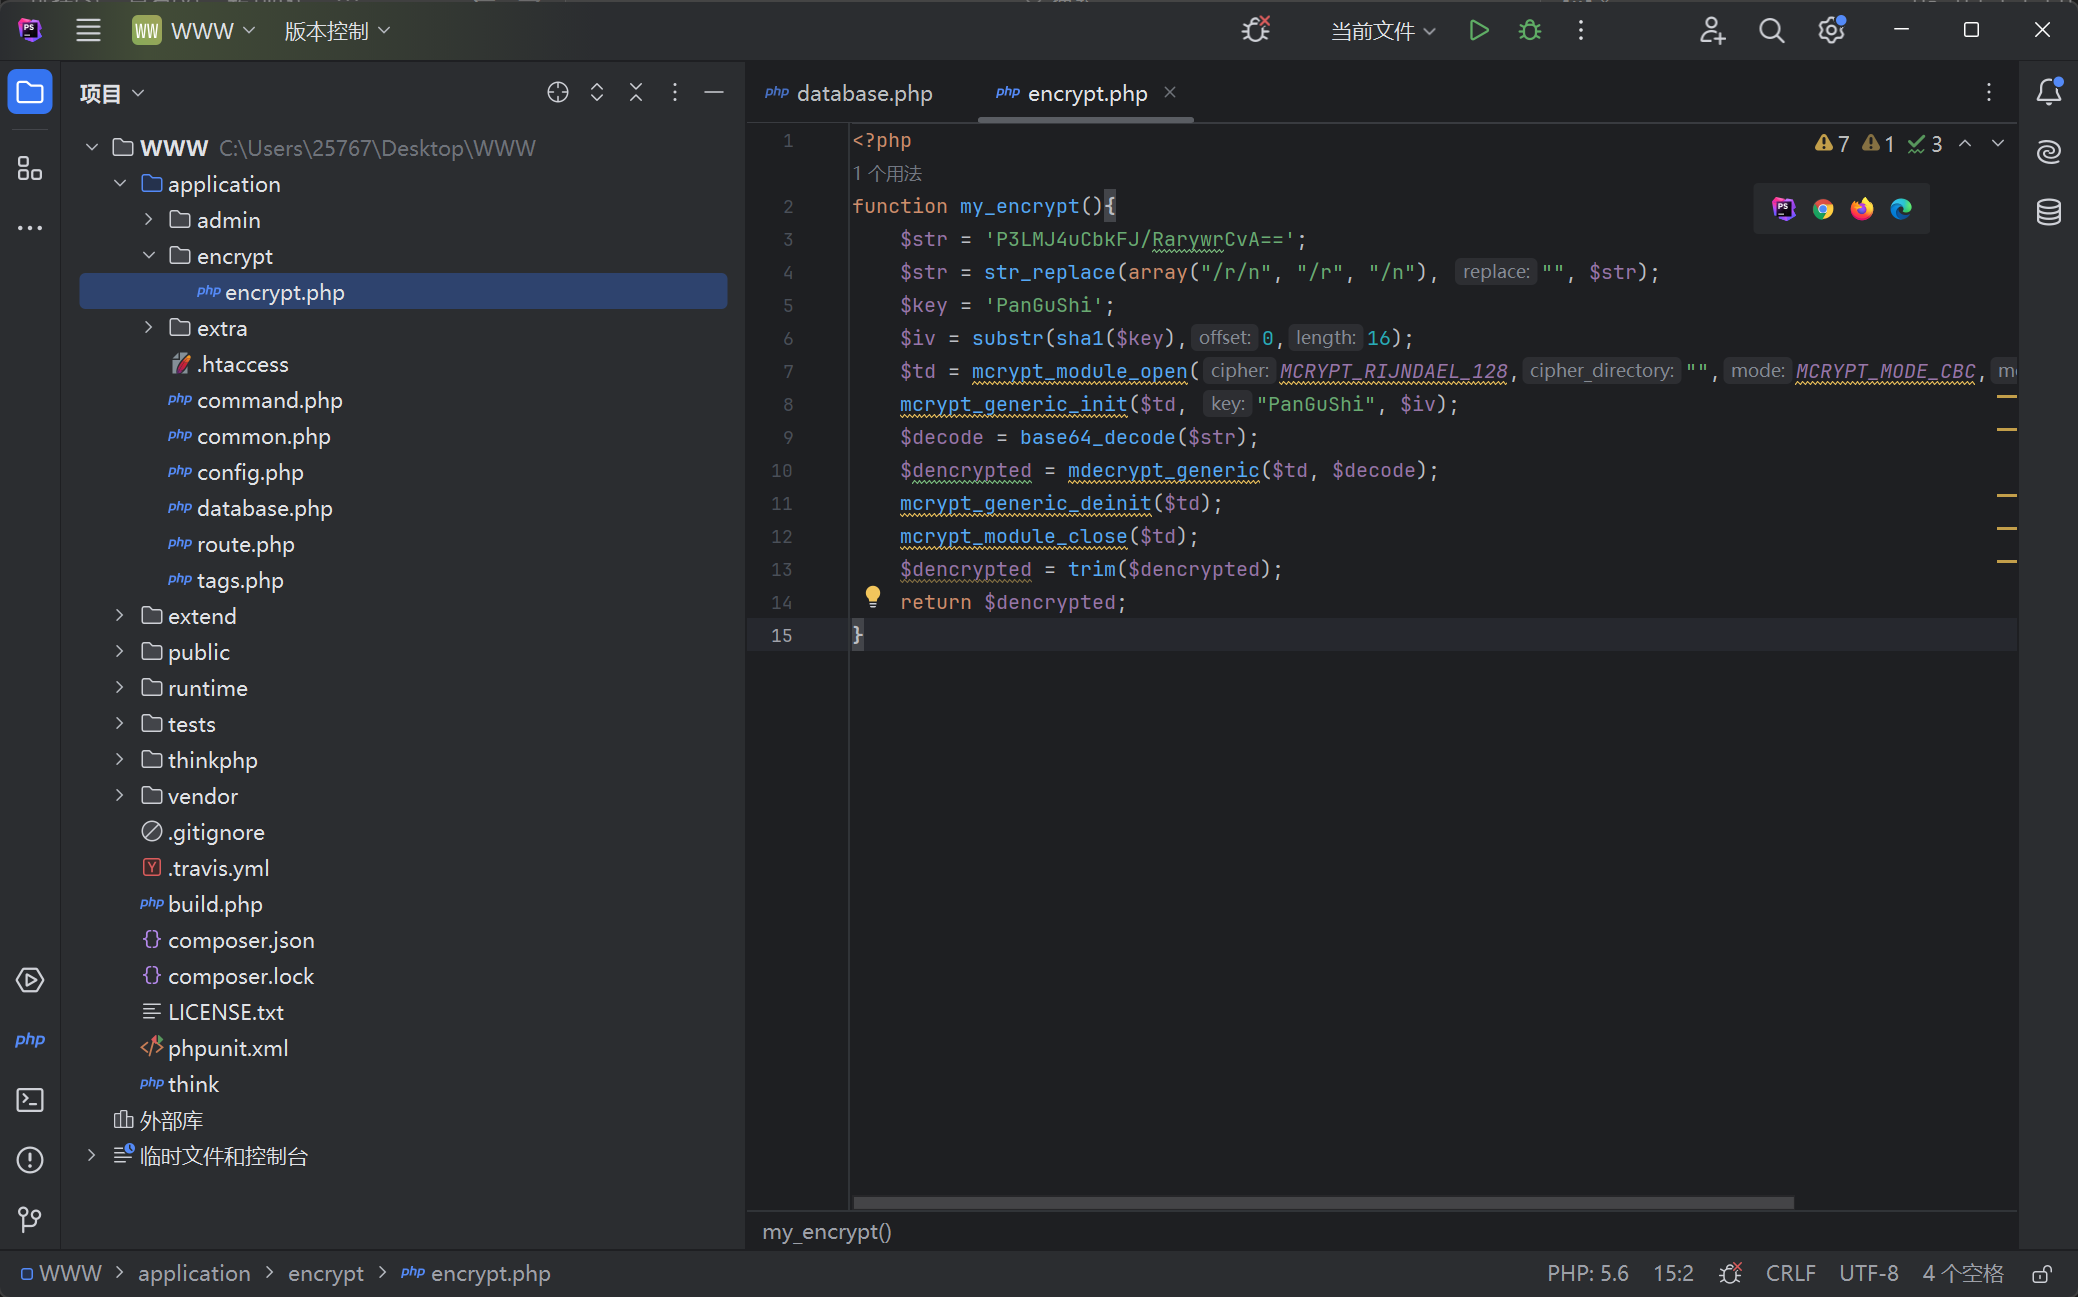 WW WWW 版本控制 当前文件
项目
WWW C:\Users\25767\Desktop\WWW
application
admin
encrypt
php encrypt.php
extra
.htaccess
php command.php
php common.php
php config.php
php database.php
php route.php
php tags.php
extend
public
runtime
tests
thinkphp
vendor
.gitignore
.travis.yml
php build.php
composer.json
composer.lock
LICENSE.txt
phpunit.xml
php think
外部库
临时文件和控制台
php
php database.php php encrypt.php
7 1 3
1 <?php
1 个用法
2 function my_encrypt(){
3 $str = 'P3LMJ4uCbkFJ/RarywrCvA==';
4 $str = str_replace(array("/r/n", "/r", "/n"), replace: "", $str);
5 $key = 'PanGuShi';
6 $iv = substr(sha1($key), offset: 0, length: 16);
7 $td = mcrypt_module_open( cipher: MCRYPT_RIJNDAEL_128, cipher_directory: "", mode: MCRYPT_MODE_CBC,
8 mcrypt_generic_init($td, key: "PanGuShi", $iv);
9 $decode = base64_decode($str);
10 $dencrypted = mdecrypt_generic($td, $decode);
11 mcrypt_generic_deinit($td);
12 mcrypt_module_close($td);
13 $dencrypted = trim($dencrypted);
14 return $dencrypted;
15 }
my_encrypt()
WWW > application > encrypt > php encrypt.php
PHP: 5.6 15:2 CRLF UTF-8 4 个空格